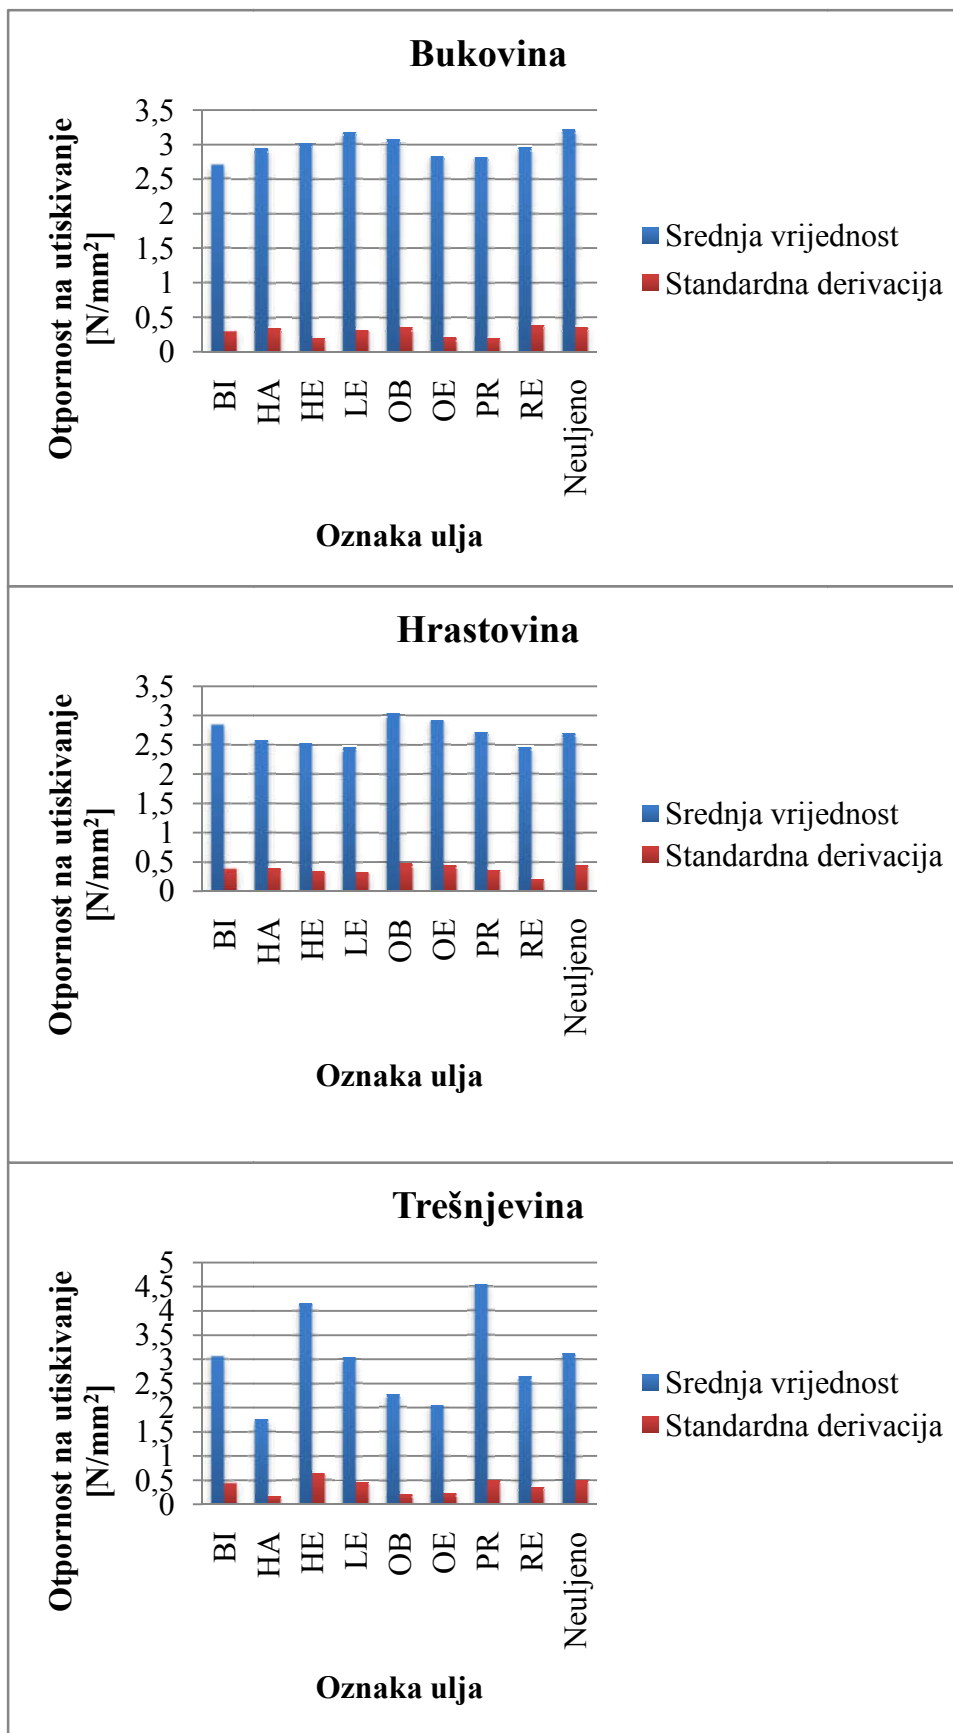 Bukovina
Otpornost na utiskivanje
[N/mm²]
3,5
3
2,5
2
1,5
1
0,5
0
BI
HA
HE
LE
OB
OE
PR
RE
Neuljeno
Oznaka ulja
Srednja vrijednost
Standardna derivacija
Hrastovina
Otpornost na utiskivanje
[N/mm²]
3,5
3
2,5
2
1,5
1
0,5
0
BI
HA
HE
LE
OB
OE
PR
RE
Neuljeno
Oznaka ulja
Srednja vrijednost
Standardna derivacija
Trešnjevina
Otpornost na utiskivanje
[N/mm²]
5
4,5
4
3,5
3
2,5
2
1,5
1
0,5
0
BI
HA
HE
LE
OB
OE
PR
RE
Neuljeno
Oznaka ulja
Srednja vrijednost
Standardna derivacija